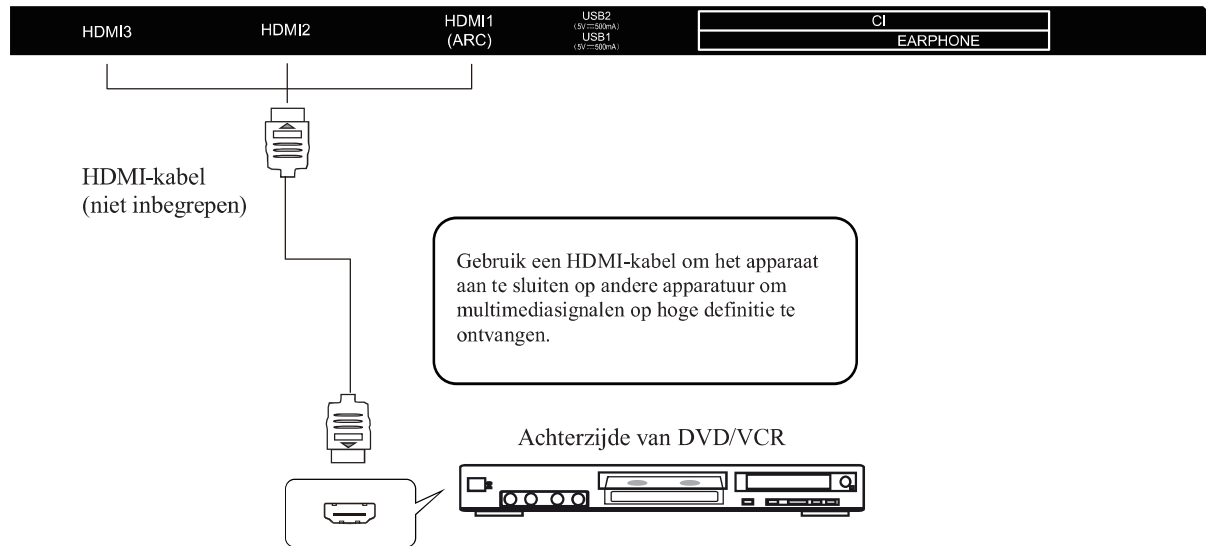 HDMI3
HDMI2
HDMI1
(ARC)
USB2
(5V⎓500mA)
USB1
(5V⎓500mA)
CI
EARPHONE
HDMI-kabel
(niet inbegrepen)
Gebruik een HDMI-kabel om het apparaat
aan te sluiten op andere apparatuur om
multimediasignalen op hoge definitie te
ontvangen.
Achterzijde van DVD/VCR